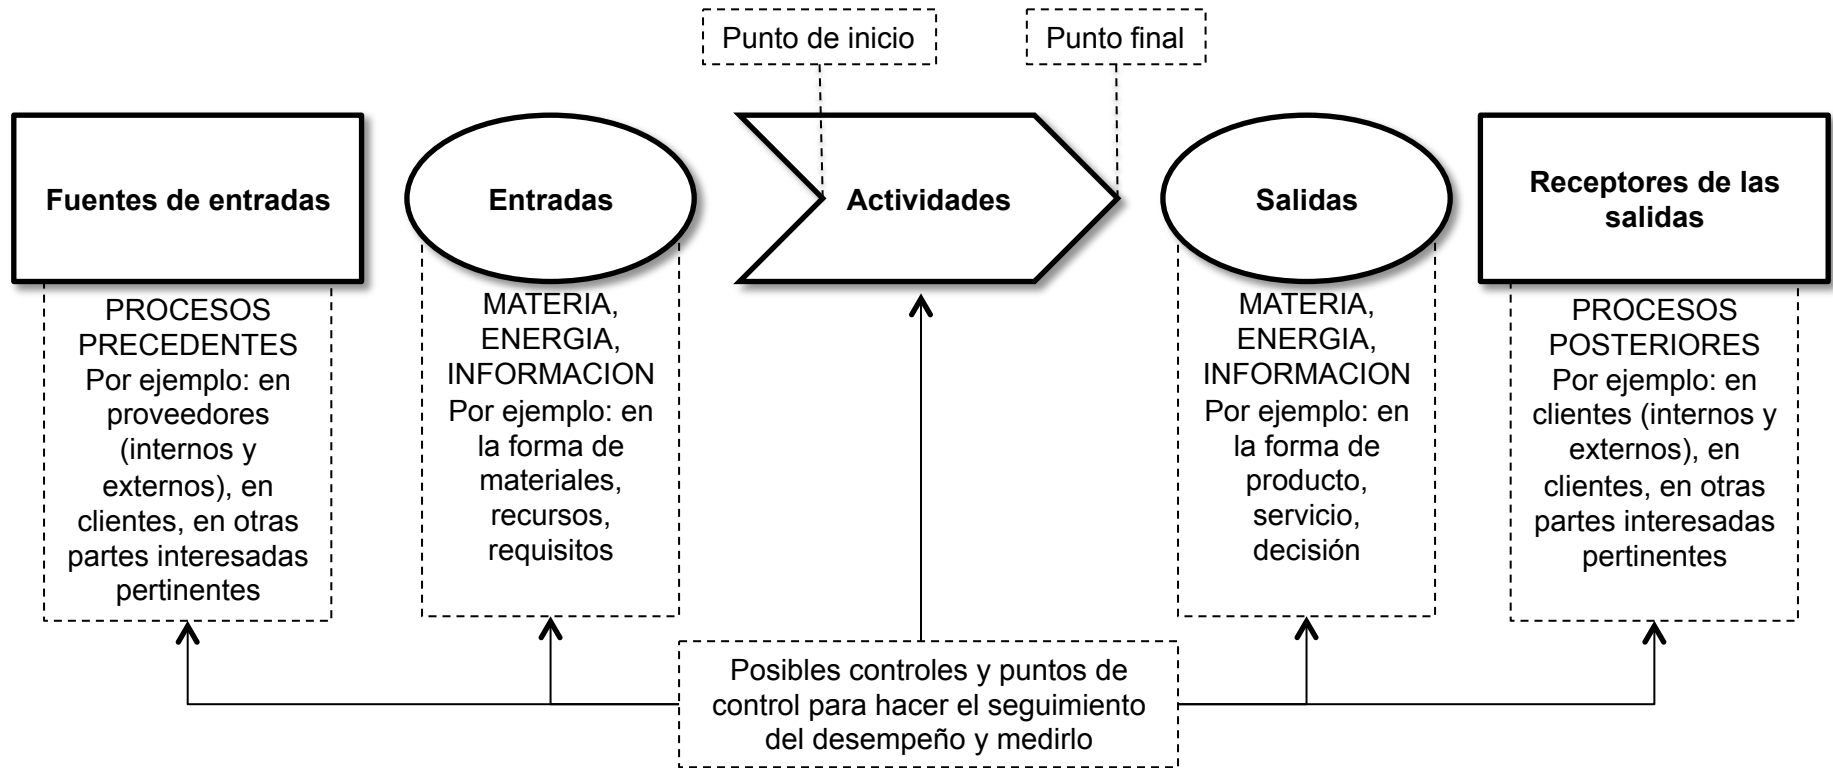 Punto de inicio
Punto final
Fuentes de entradas
Entradas
Actividades
Salidas
Receptores de las
salidas
PROCESOS
PRECEDENTES
Por ejemplo: en
proveedores
(internos y
externos), en
clientes, en otras
partes interesadas
pertinentes
MATERIA,
ENERGIA,
INFORMACION
Por ejemplo: en
la forma de
materiales,
recursos,
requisitos
MATERIA,
ENERGIA,
INFORMACION
Por ejemplo: en
la forma de
producto,
servicio,
decisión
PROCESOS
POSTERIORES
Por ejemplo: en
clientes (internos y
externos), en
clientes, en otras
partes interesadas
pertinentes
Posibles controles y puntos de
control para hacer el seguimiento
del desempeño y medirlo